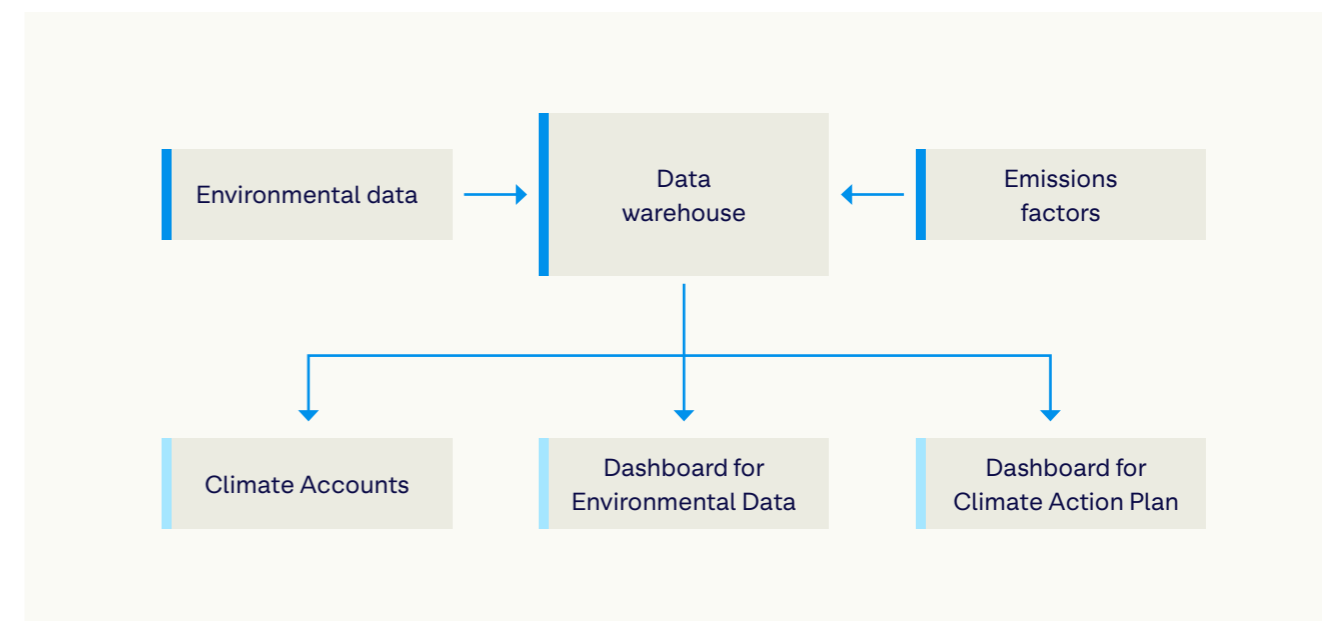 Environmental data
Data
warehouse
Emissions
factors
Climate Accounts
Dashboard for
Environmental Data
Dashboard for
Climate Action Plan